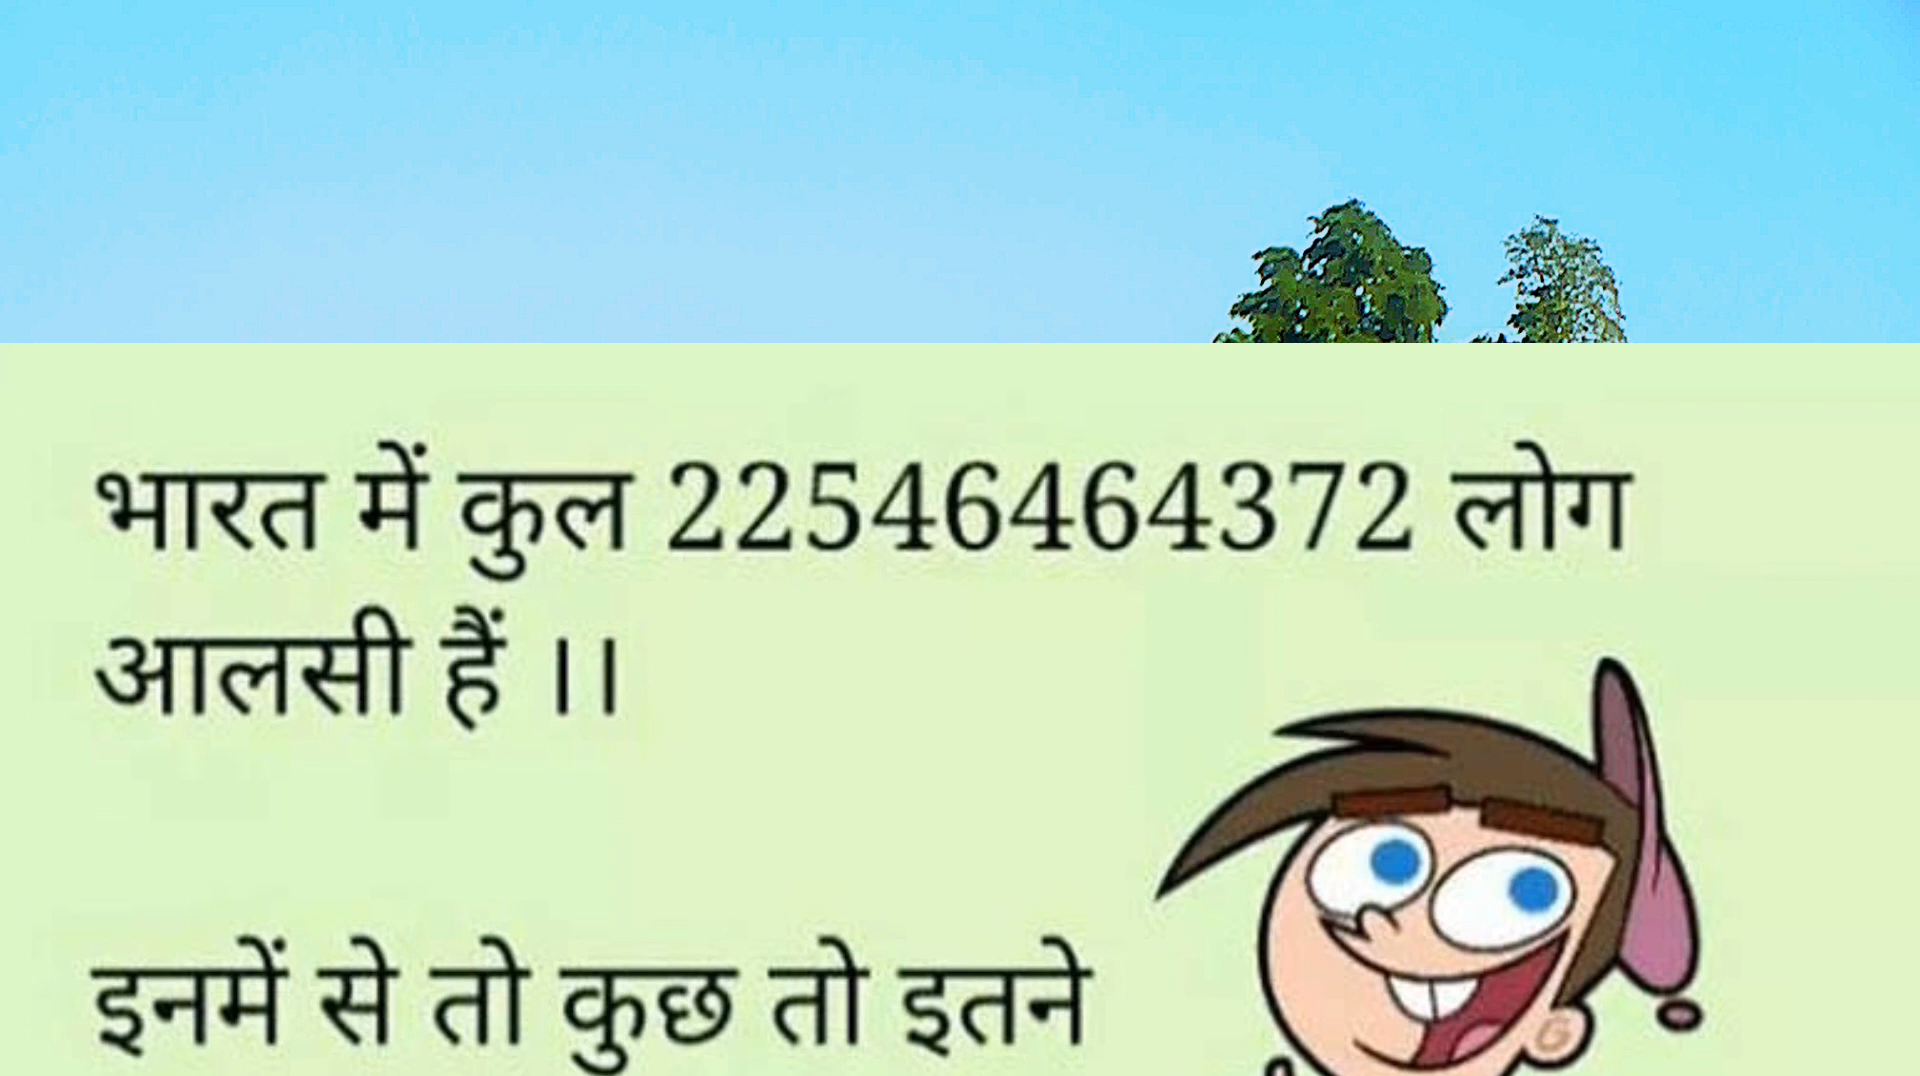 भारत में कुल 22546464372 लोग
आलसी हैं ।।
इनमें से तो कुछ तो इतने